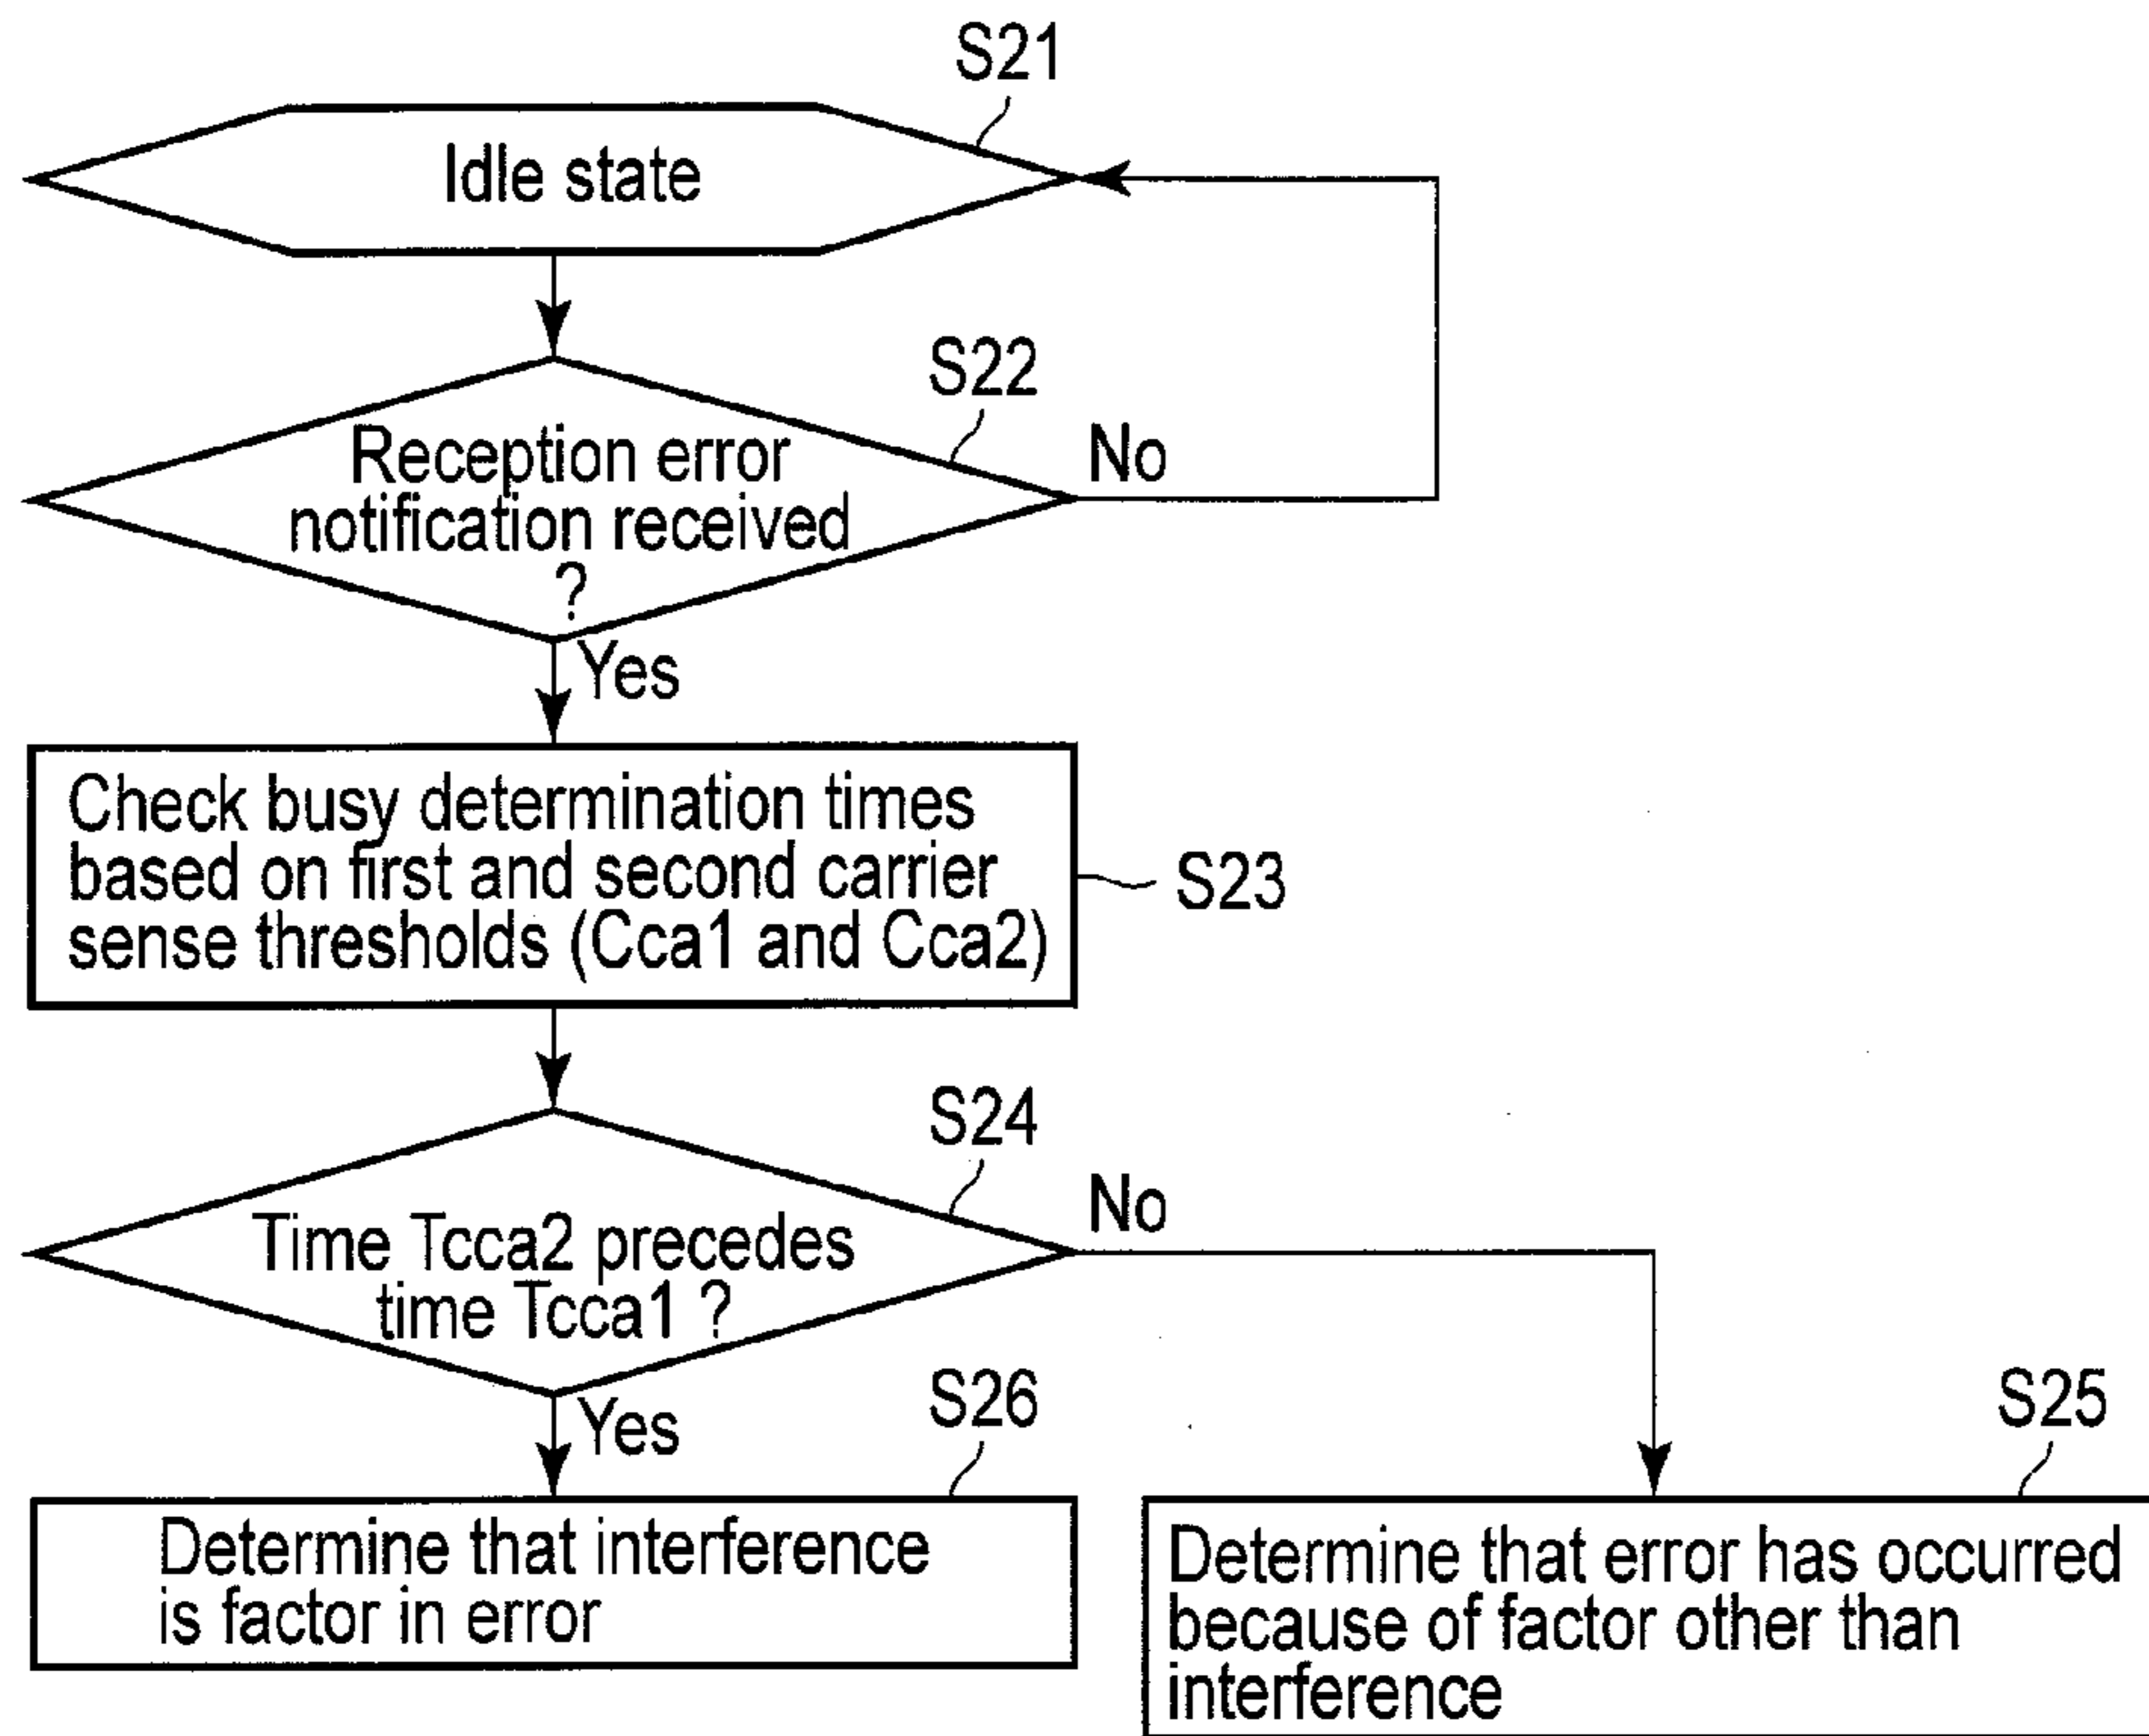 S21
Idle state
S22
Reception error
notification received
?
No
Yes
Check busy determination times
based on first and second carrier
sense thresholds (Cca1 and Cca2)
S23
S24
Time Tcca2 precedes
time Tcca1 ?
No
Yes
S26
Determine that interference
is factor in error
S25
Determine that error has occurred
because of factor other than
interference